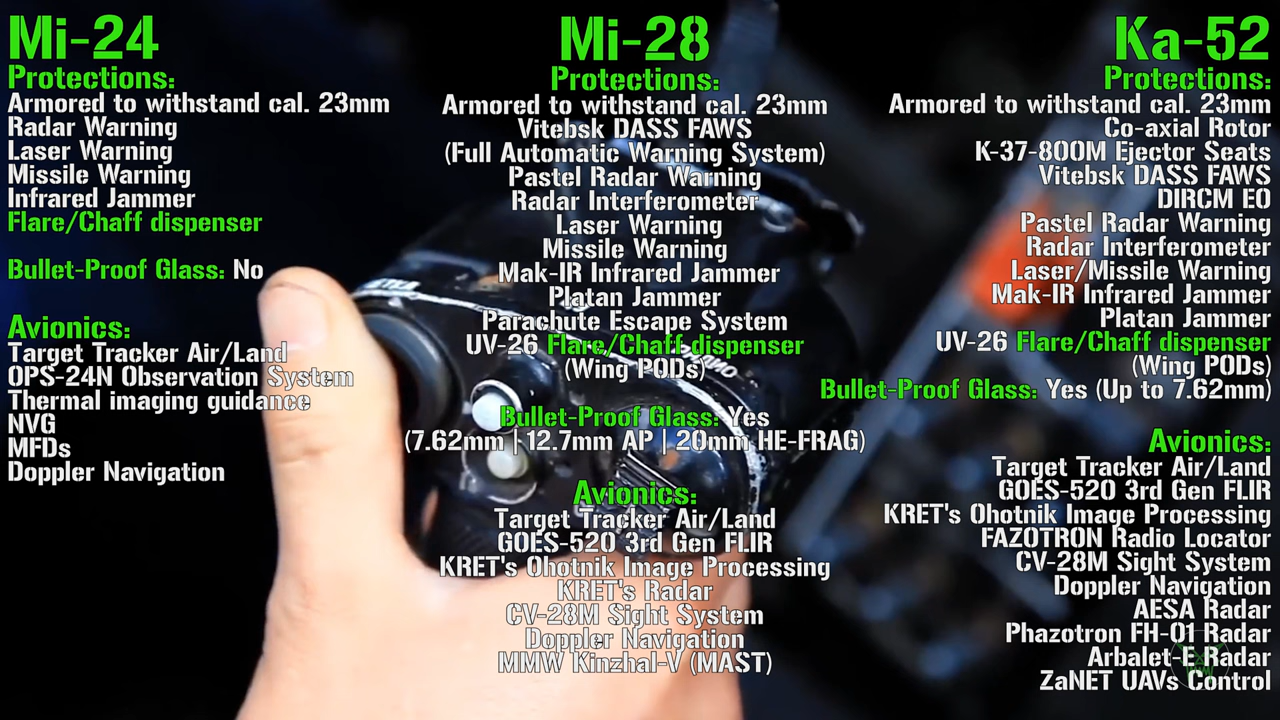 Mi-24
Protections:
Armored to withstand cal. 23mm
Radar Warning
Laser Warning
Missile Warning
Infrared Jammer
Flare/Chaff dispenser
Bullet-Proof Glass: No
Avionics:
Target Tracker Air/Land
OPS-24N Observation System
Thermal imaging guidance
NVG
MFDs
Doppler Navigation
Mi-28
Protections:
Armored to withstand cal. 23mm
Vitebsk DASS FAWS
(Full Automatic Warning System)
Pastel Radar Warning
Radar Interferometer
Laser Warning
Missile Warning
Mak-IR Infrared Jammer
Platan Jammer
Parachute Escape System
UV-26 Flare/Chaff dispenser
(Wing PODs)
Bullet-Proof Glass: Yes
(7.62mm | 12.7mm AP | 20mm HE-FRAG)
Avionics:
Target Tracker Air/Land
GOES-520 3rd Gen FLIR
KRET's Ohotnik Image Processing
KRET's Radar
CV-28M Sight System
Doppler Navigation
MMW Kinzhal-V (MAST)
Ka-52
Protections:
Armored to withstand cal. 23mm
Co-axial Rotor
K-37-800M Ejector Seats
Vitebsk DASS FAWS
DIRCM EO
Pastel Radar Warning
Radar Interferometer
Laser/Missile Warning
Mak-IR Infrared Jammer
Platan Jammer
UV-26 Flare/Chaff dispenser
(Wing PODs)
Bullet-Proof Glass: Yes (Up to 7.62mm)
Avionics:
Target Tracker Air/Land
GOES-520 3rd Gen FLIR
KRET's Ohotnik Image Processing
FAZOTRON Radio Locator
CV-28M Sight System
Doppler Navigation
AESA Radar
Phazotron FH-01 Radar
Arbalet-E Radar
ZaNET UAVs Control